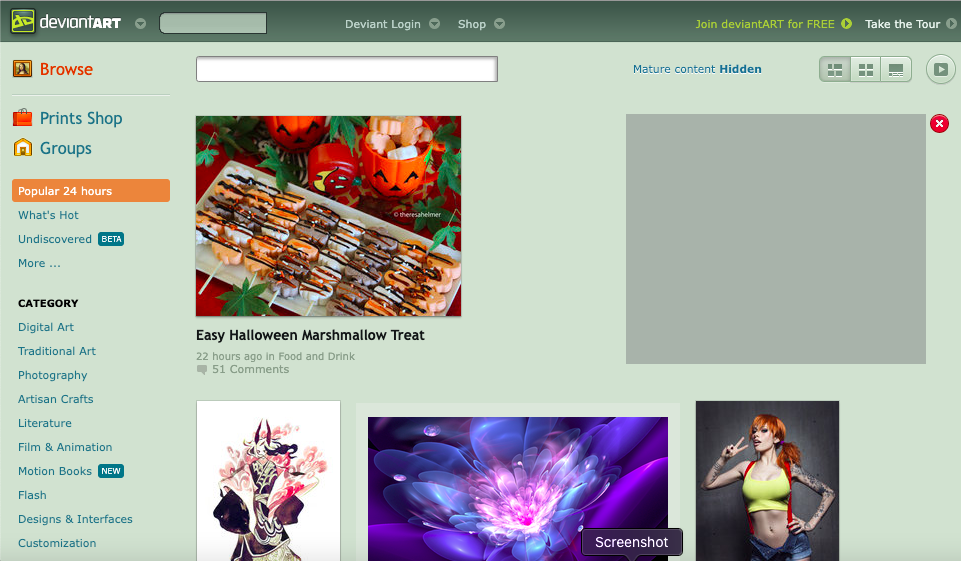 deviantART
Deviant Login
Shop
Join deviantART for FREE
Take the Tour
Browse
Mature content Hidden
Prints Shop
Groups
Popular 24 hours
What's Hot
Undiscovered BETA
More ...
CATEGORY
Digital Art
Traditional Art
Photography
Artisan Crafts
Literature
Film & Animation
Motion Books NEW
Flash
Designs & Interfaces
Customization
© theresahelmer
Easy Halloween Marshmallow Treat
22 hours ago in Food and Drink
51 Comments
Screenshot